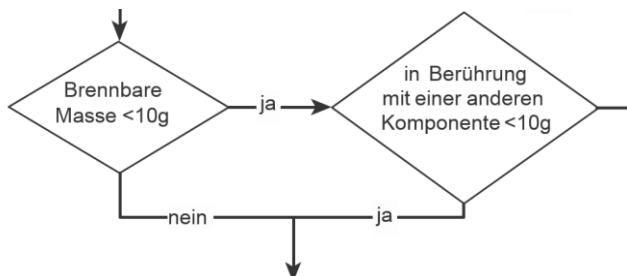 Brennbare
Masse <10g
ja
in Berührung
mit einer anderen
Komponente <10g
nein
ja